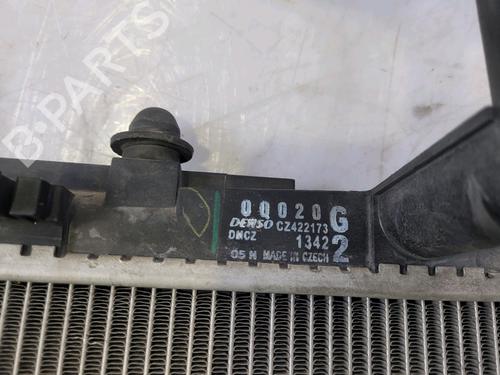 B-PARTS
00020 G
DENSO CZ422173
DNCZ 1342 2
05 N MADE IN CZECH